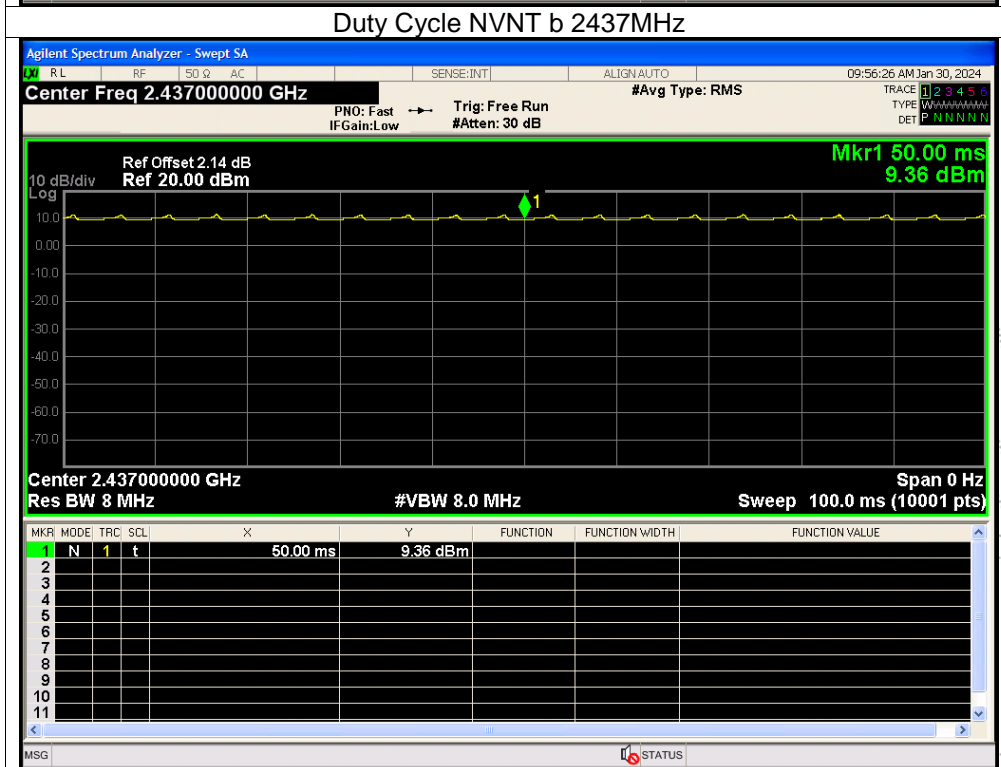 Duty Cycle NVNT b 2437MHz
Agilent Spectrum Analyzer - Swept SA
LXI RL RF 50 Ω AC SENSE:INT ALIGN AUTO 09:56:26 AM Jan 30, 2024
Center Freq 2.437000000 GHz #Avg Type: RMS TRACE 1 2 3 4 5 6
PNO: Fast Trig: Free Run TYPE WWWWWW
IFGain:Low #Atten: 30 dB DET P N N N N N
Mkr1 50.00 ms
Ref Offset 2.14 dB
10 dB/div Ref 20.00 dBm 9.36 dBm
Log
1
10.0
0.00
-10.0
-20.0
-30.0
-40.0
-50.0
-60.0
-70.0
Center 2.437000000 GHz Span 0 Hz
Res BW 8 MHz #VBW 8.0 MHz Sweep 100.0 ms (10001 pts)
MKR MODE TRC SCL X Y FUNCTION FUNCTION WIDTH FUNCTION VALUE
1 N 1 t 50.00 ms 9.36 dBm
2
3
4
5
6
7
8
9
10
11
MSG STATUS